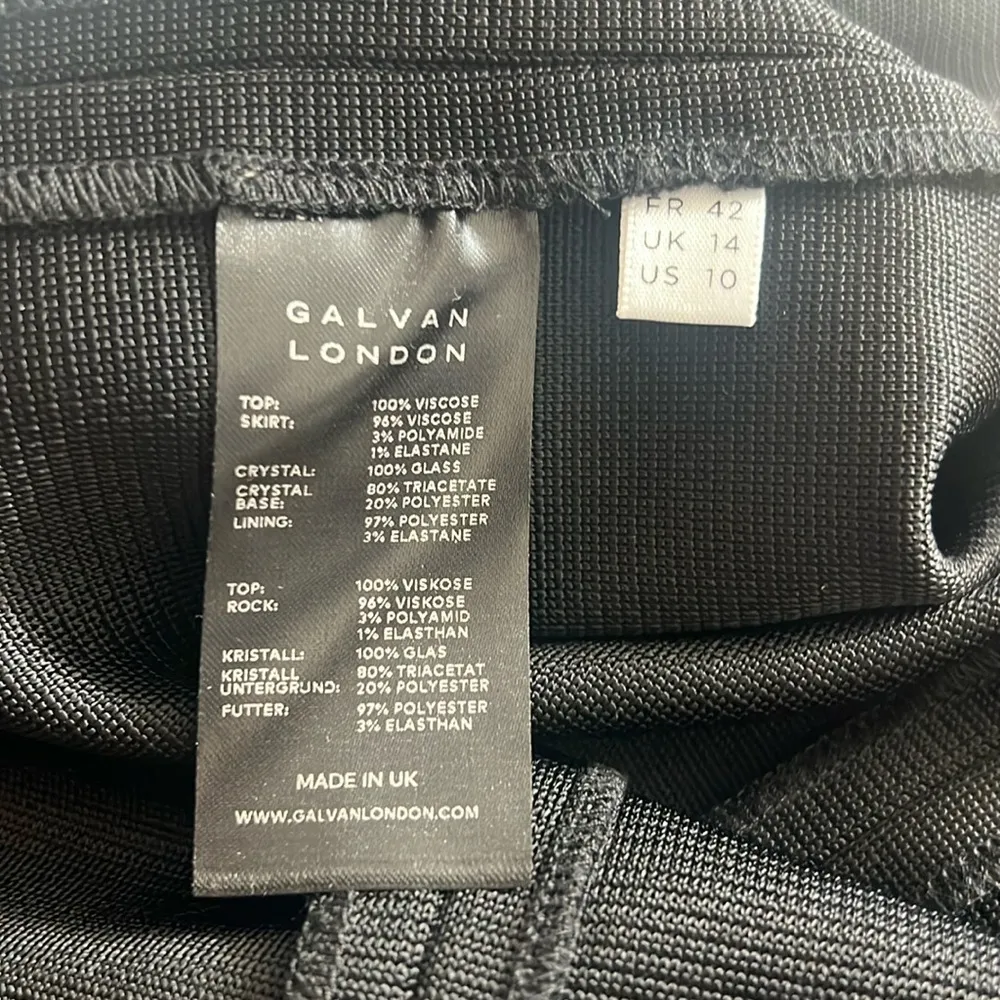 GALVAN
LONDON
TOP: 100% VISCOSE
SKIRT: 96% VISCOSE
3% POLYAMIDE
1% ELASTANE
CRYSTAL: 100% GLASS
CRYSTAL 80% TRIACETATE
BASE: 20% POLYESTER
LINING: 97% POLYESTER
3% ELASTANE
TOP: 100% VISKOSE
ROCK: 96% VISKOSE
3% POLYAMID
1% ELASTHAN
KRISTALL: 100% GLAS
KRISTALL 80% TRIACETAT
UNTERGRUND: 20% POLYESTER
FUTTER: 97% POLYESTER
3% ELASTHAN
MADE IN UK
WWW.GALVANLONDON.COM
FR 42
UK 14
US 10